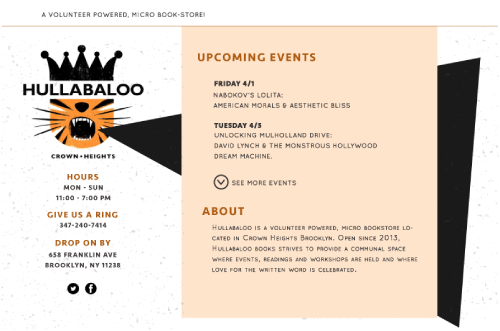 A VOLUNTEER POWERED, MICRO BOOK-STORE!
HULLABALOO
CROWN • HEIGHTS
HOURS
MON - SUN
11:00 - 7:00 PM
GIVE US A RING
347-240-7414
DROP ON BY
658 FRANKLIN AVE
BROOKLYN, NY 11238
UPCOMING EVENTS
FRIDAY 4/1
NABOKOV'S LOLITA:
AMERICAN MORALS & AESTHETIC BLISS
TUESDAY 4/5
UNLOCKING MULHOLLAND DRIVE:
DAVID LYNCH & THE MONSTROUS HOLLYWOOD
DREAM MACHINE.
SEE MORE EVENTS
ABOUT
HULLABALOO IS A VOLUNTEER POWERED, MICRO BOOKSTORE LO-
CATED IN CROWN HEIGHTS BROOKLYN. OPEN SINCE 2013,
HULLABALOO BOOKS STRIVES TO PROVIDE A COMMUNAL SPACE
WHERE EVENTS, READINGS AND WORKSHOPS ARE HELD AND WHERE
LOVE FOR THE WRITTEN WORD IS CELEBRATED.